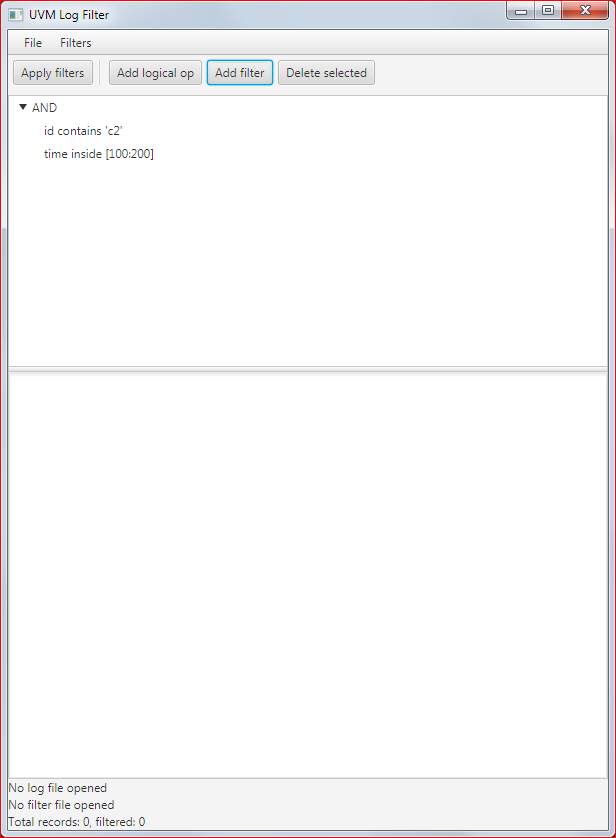 UVM Log Filter
File Filters
Apply filters Add logical op Add filter Delete selected
AND
id contains 'c2'
time inside [100:200]
No log file opened
No filter file opened
Total records: 0, filtered: 0